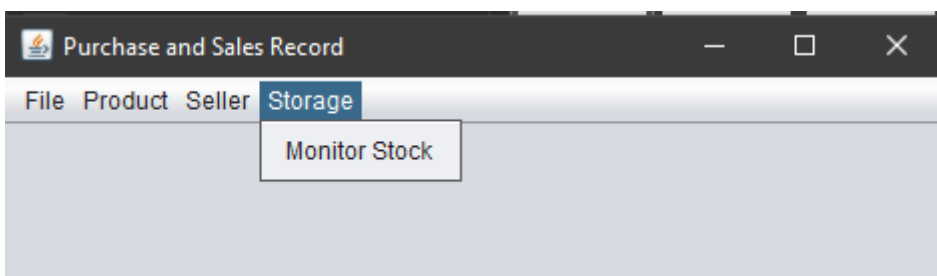 Purchase and Sales Record
File Product Seller Storage
Monitor Stock